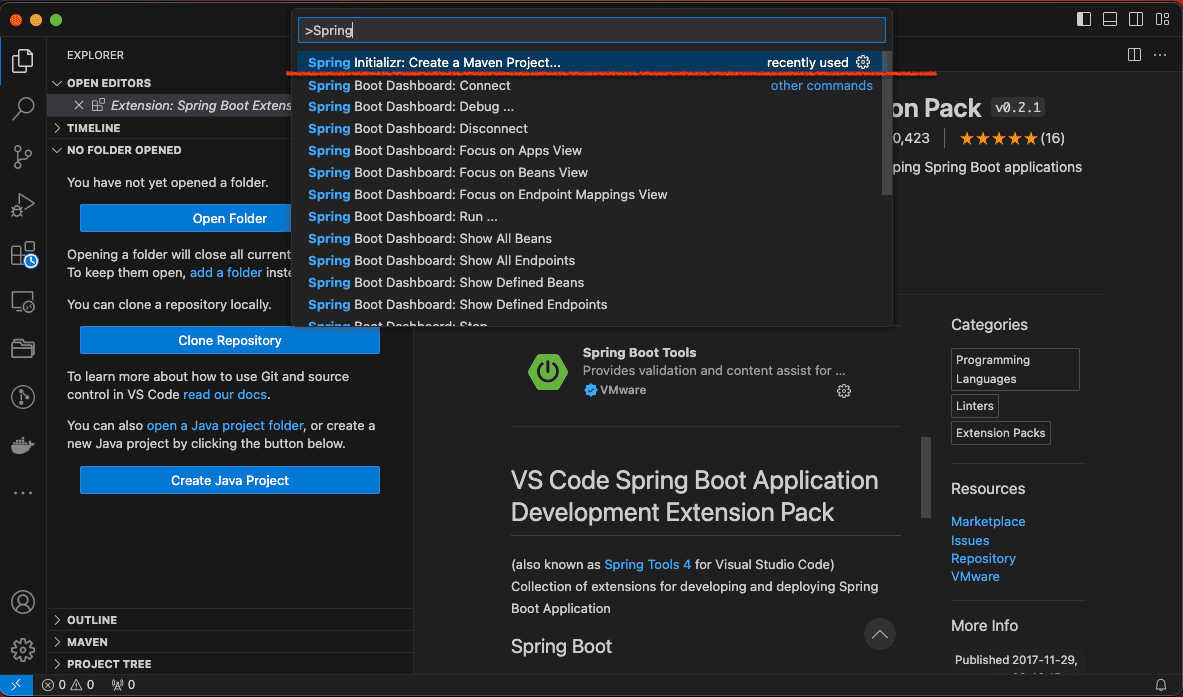 >Spring
Spring Initializr: Create a Maven Project... recently used
Spring Boot Dashboard: Connect other commands
Spring Boot Dashboard: Debug ...
Spring Boot Dashboard: Disconnect
Spring Boot Dashboard: Focus on Apps View
Spring Boot Dashboard: Focus on Beans View
Spring Boot Dashboard: Focus on Endpoint Mappings View
Spring Boot Dashboard: Run ...
Spring Boot Dashboard: Show All Beans
Spring Boot Dashboard: Show All Endpoints
Spring Boot Dashboard: Show Defined Beans
Spring Boot Dashboard: Show Defined Endpoints
Spring Boot Dashboard: Stop
EXPLORER
OPEN EDITORS
Extension: Spring Boot Extens
TIMELINE
NO FOLDER OPENED
You have not yet opened a folder.
Open Folder
Opening a folder will close all current
To keep them open, add a folder inste
You can clone a repository locally.
Clone Repository
To learn more about how to use Git and source
control in VS Code read our docs.
You can also open a Java project folder, or create a
new Java project by clicking the button below.
Create Java Project
OUTLINE
MAVEN
PROJECT TREE
on Pack v0.2.1
0,423 (16)
ping Spring Boot applications
Spring Boot Tools
Provides validation and content assist for ...
VMware
VS Code Spring Boot Application
Development Extension Pack
(also known as Spring Tools 4 for Visual Studio Code)
Collection of extensions for developing and deploying Spring
Boot Application
Spring Boot
Categories
Programming
Languages
Linters
Extension Packs
Resources
Marketplace
Issues
Repository
VMware
More Info
Published 2017-11-29,
0 0 0